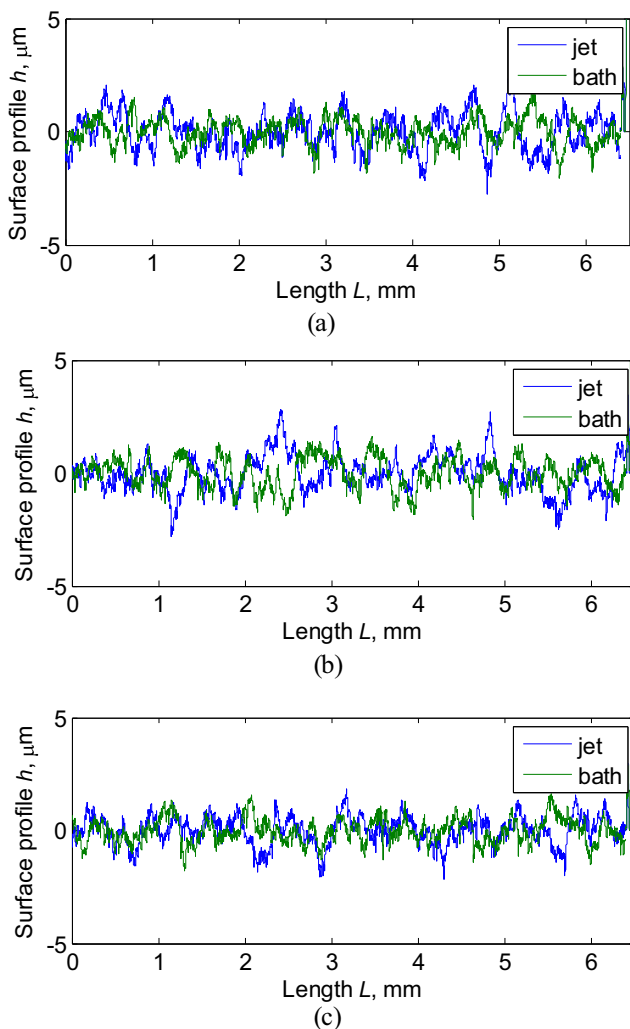 5
jet
bath
0
-5
Surface profile h, μm
0 1 2 3 4 5 6
Length L, mm
(a)
5
jet
bath
0
-5
Surface profile h, μm
0 1 2 3 4 5 6
Length L, mm
(b)
5
jet
bath
0
-5
Surface profile h, μm
0 1 2 3 4 5 6
Length L, mm
(c)